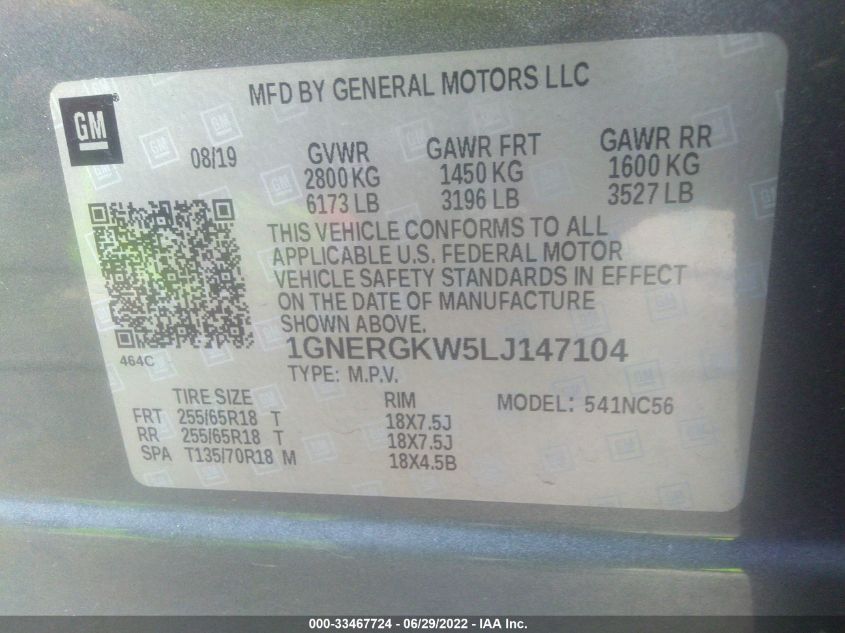 MFD BY GENERAL MOTORS LLC
GM
08/19
GVWR GAWR FRT GAWR RR
2800 KG 1450 KG 1600 KG
6173 LB 3196 LB 3527 LB
THIS VEHICLE CONFORMS TO ALL
APPLICABLE U.S. FEDERAL MOTOR
VEHICLE SAFETY STANDARDS IN EFFECT
ON THE DATE OF MANUFACTURE
SHOWN ABOVE.
464C
1GNERGKW5LJ147104
TYPE: M.P.V.
TIRE SIZE RIM MODEL: 541NC56
FRT 255/65R18 T 18X7.5J
RR 255/65R18 T 18X7.5J
SPA T135/70R18 M 18X4.5B
000-33467724 / 06/29/2022 - IAA Inc.